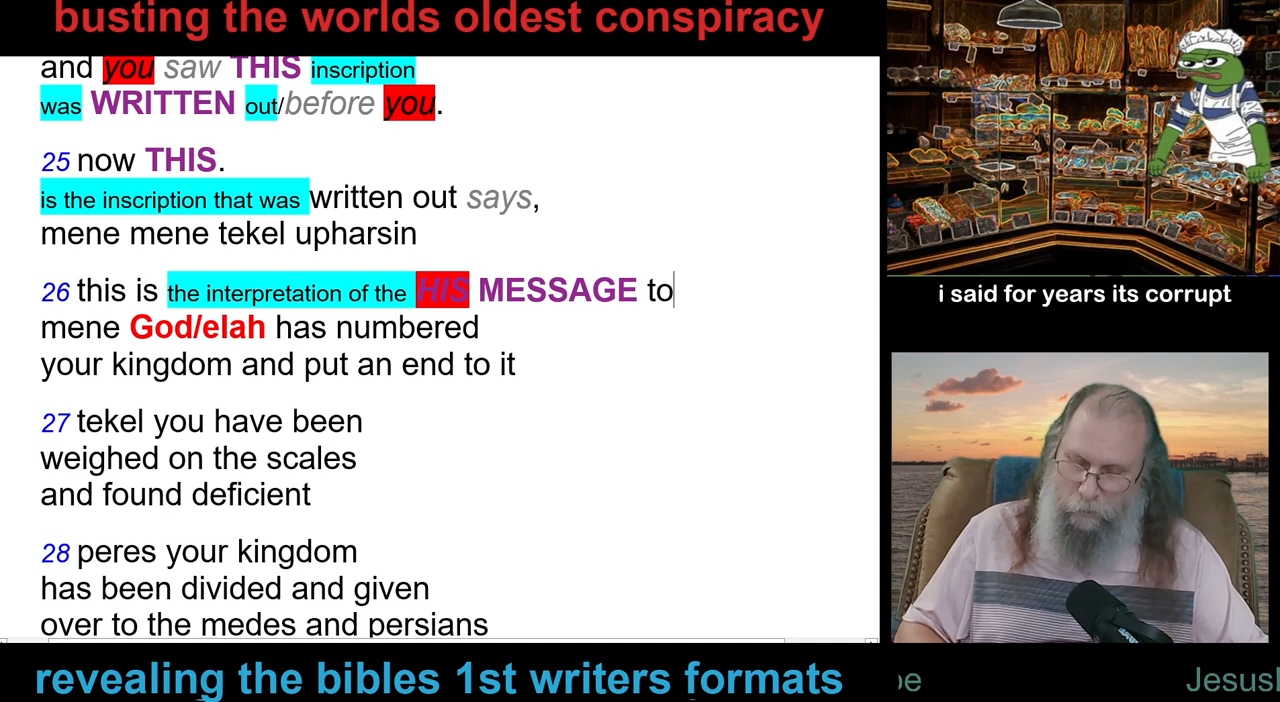 busting the worlds oldest conspiracy
and you saw THIS inscription
was WRITTEN out/before you.
25 now THIS.
is the inscription that was written out says,
mene mene tekel upharsin
26 this is the interpretation of the HIS MESSAGE to
mene God/elah has numbered
your kingdom and put an end to it
27 tekel you have been
weighed on the scales
and found deficient
28 peres your kingdom
has been divided and given
over to the medes and persians
i said for years its corrupt
revealing the bibles 1st writers formats